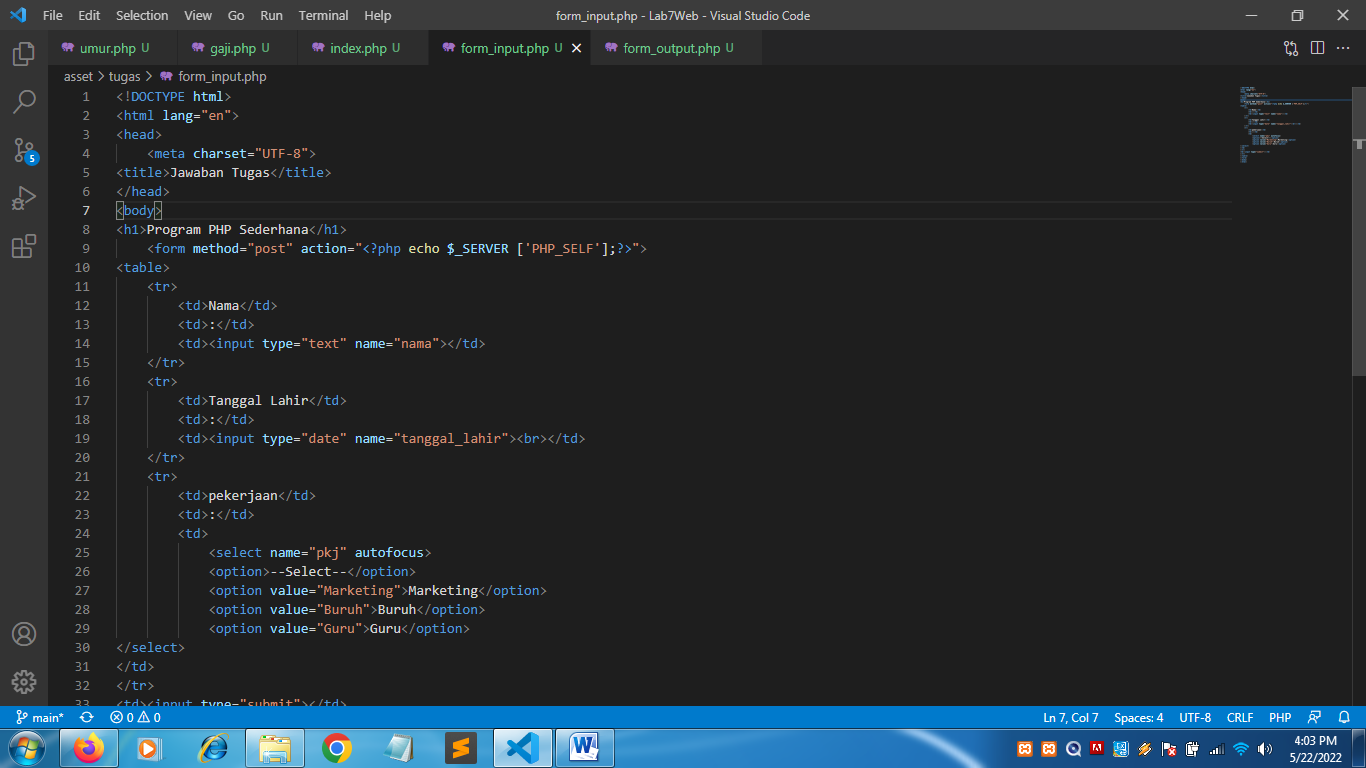 File Edit Selection View Go Run Terminal Help form_input.php - Lab7Web - Visual Studio Code
umur.php U gaji.php U index.php U form_input.php U form_output.php U
asset > tugas > form_input.php
1 <!DOCTYPE html>
2 <html lang="en">
3 <head>
4 <meta charset="UTF-8">
5 <title>Jawaban Tugas</title>
6 </head>
7 <body>
8 <h1>Program PHP Sederhana</h1>
9 <form method="post" action="<?php echo $_SERVER ['PHP_SELF'];?>">
10 <table>
11 <tr>
12 <td>Nama</td>
13 <td>:</td>
14 <td><input type="text" name="nama"></td>
15 </tr>
16 <tr>
17 <td>Tanggal Lahir</td>
18 <td>:</td>
19 <td><input type="date" name="tanggal_lahir"><br></td>
20 </tr>
21 <tr>
22 <td>pekerjaan</td>
23 <td>:</td>
24 <td>
25 <select name="pkj" autofocus>
26 <option>--Select--</option>
27 <option value="Marketing">Marketing</option>
28 <option value="Buruh">Buruh</option>
29 <option value="Guru">Guru</option>
30 </select>
31 </td>
32 </tr>
33 <td><input type="submit"></td>
5
main* 0 0 Ln 7, Col 7 Spaces: 4 UTF-8 CRLF PHP
4:03 PM
5/22/2022